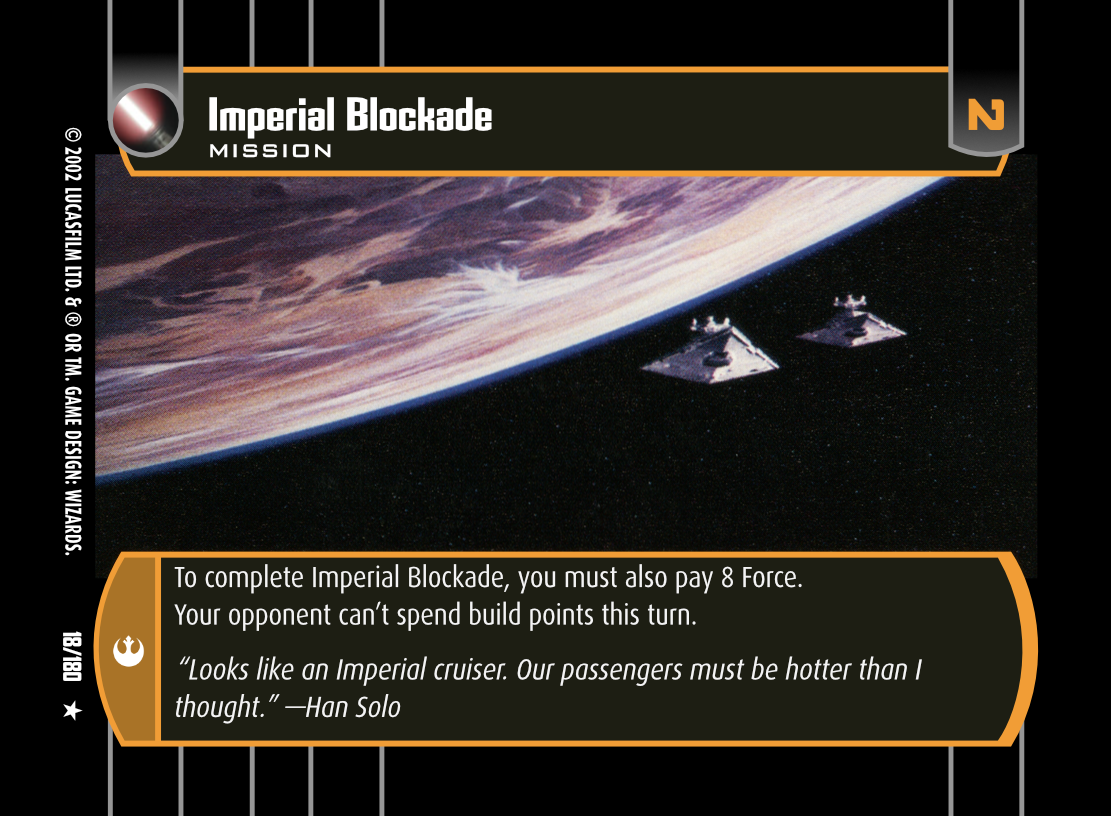 Imperial Blockade
MISSION
2
To complete Imperial Blockade, you must also pay 8 Force.
Your opponent can’t spend build points this turn.
“Looks like an Imperial cruiser. Our passengers must be hotter than I
thought.” —Han Solo
© 2002 LUCASFILM LTD. & ® OR TM. GAME DESIGN: WIZARDS.
18/180 ★